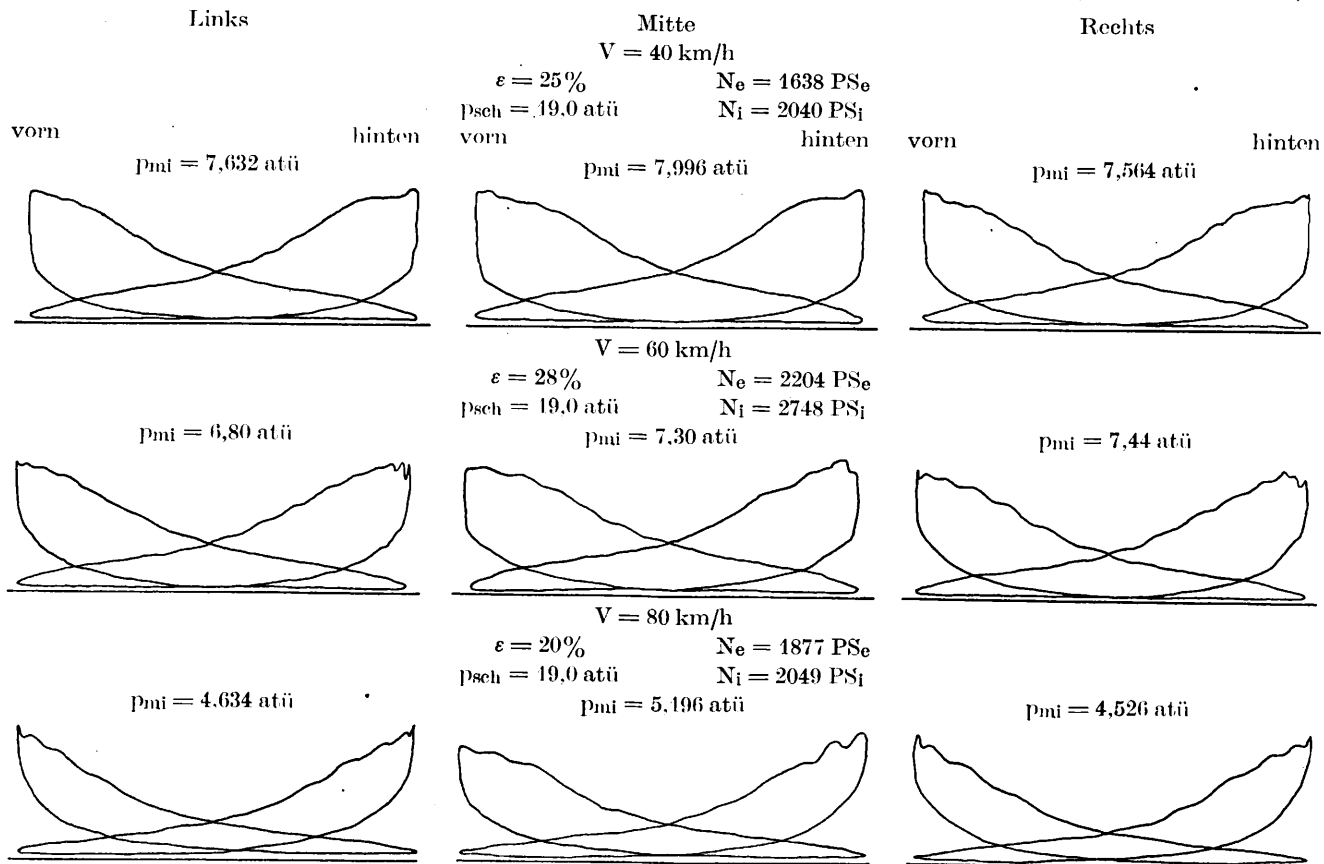 Links Mitte Rechts
V = 40 km/h
ε = 25% Ne = 1638 PSe
psch = 19,0 atü Ni = 2040 PSi
vorn hinten vorn hinten vorn hinten
pmi = 7,632 atü pmi = 7,996 atü pmi = 7,564 atü
V = 60 km/h
ε = 28% Ne = 2204 PSe
psch = 19,0 atü Ni = 2748 PSi
pmi = 6,80 atü pmi = 7,30 atü pmi = 7,44 atü
V = 80 km/h
ε = 20% Ne = 1877 PSe
psch = 19,0 atü Ni = 2049 PSi
pmi = 4,634 atü pmi = 5,196 atü pmi = 4,526 atü